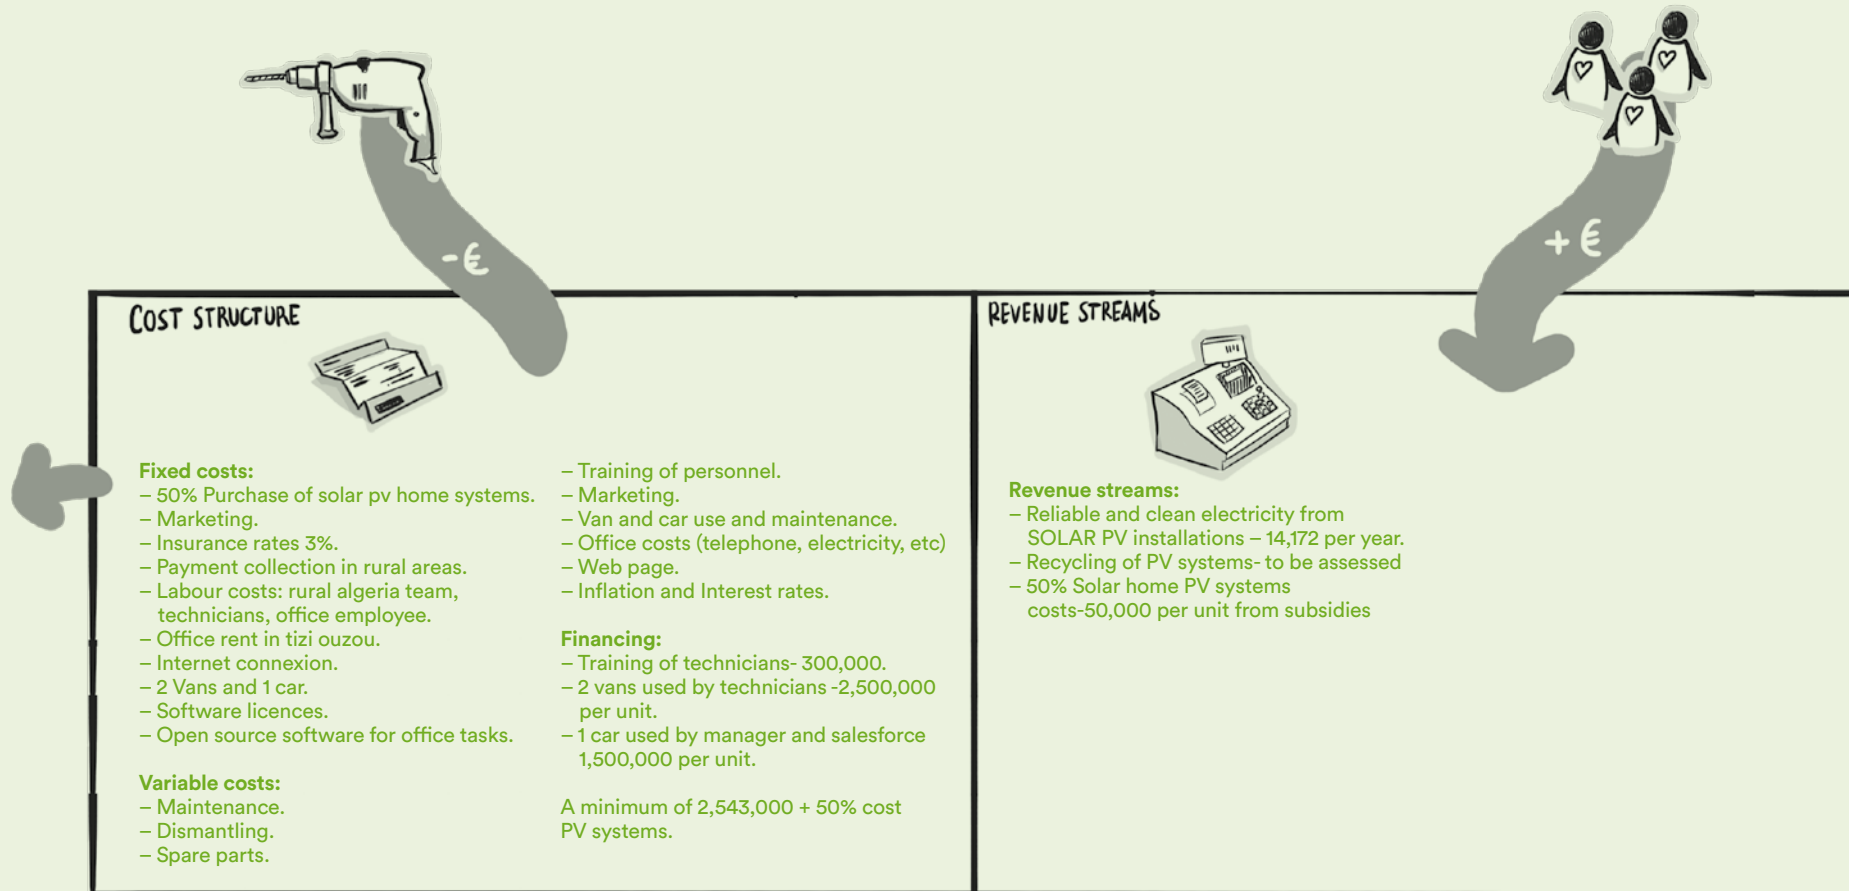 -€
+€
COST STRUCTURE
Fixed costs:
– 50% Purchase of solar pv home systems.
– Marketing.
– Insurance rates 3%.
– Payment collection in rural areas.
– Labour costs: rural algeria team,
technicians, office employee.
– Office rent in tizi ouzou.
– Internet connexion.
– 2 Vans and 1 car.
– Software licences.
– Open source software for office tasks.
Variable costs:
– Maintenance.
– Dismantling.
– Spare parts.
– Training of personnel.
– Marketing.
– Van and car use and maintenance.
– Office costs (telephone, electricity, etc)
– Web page.
– Inflation and Interest rates.
Financing:
– Training of technicians- 300,000.
– 2 vans used by technicians -2,500,000
per unit.
– 1 car used by manager and salesforce
1,500,000 per unit.
A minimum of 2,543,000 + 50% cost
PV systems.
REVENUE STREAMS
Revenue streams:
– Reliable and clean electricity from
SOLAR PV installations – 14,172 per year.
– Recycling of PV systems- to be assessed
– 50% Solar home PV systems
costs-50,000 per unit from subsidies